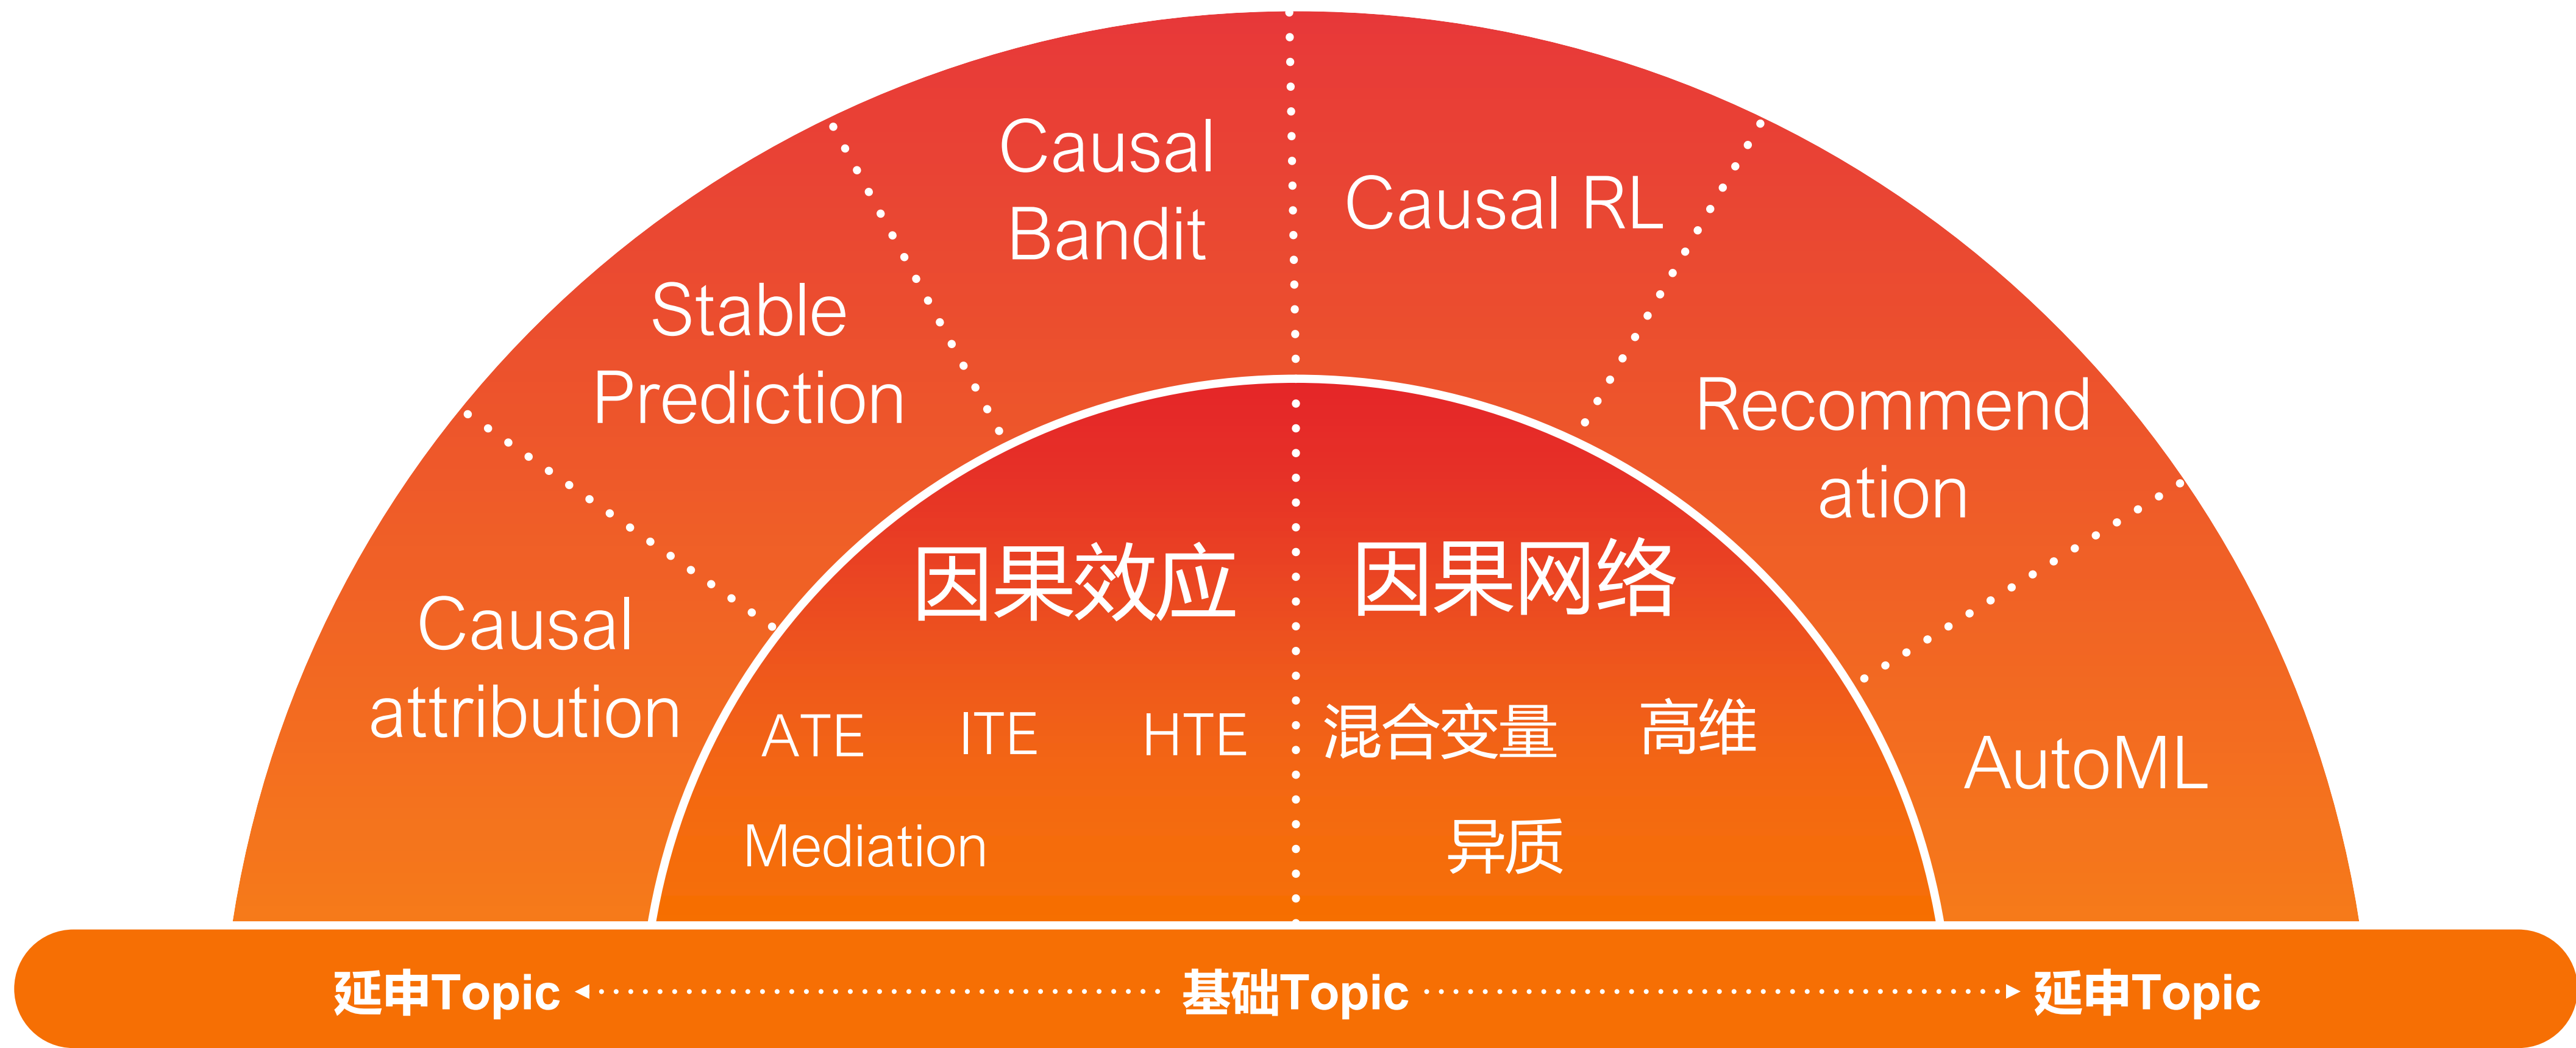 Causal
Bandit
Causal RL
Stable
Prediction
Recommend
ation
Causal
attribution
AutoML
因果效应
因果网络
ATE
ITE
HTE
Mediation
混合变量
高维
异质
延申Topic
基础Topic
延申Topic